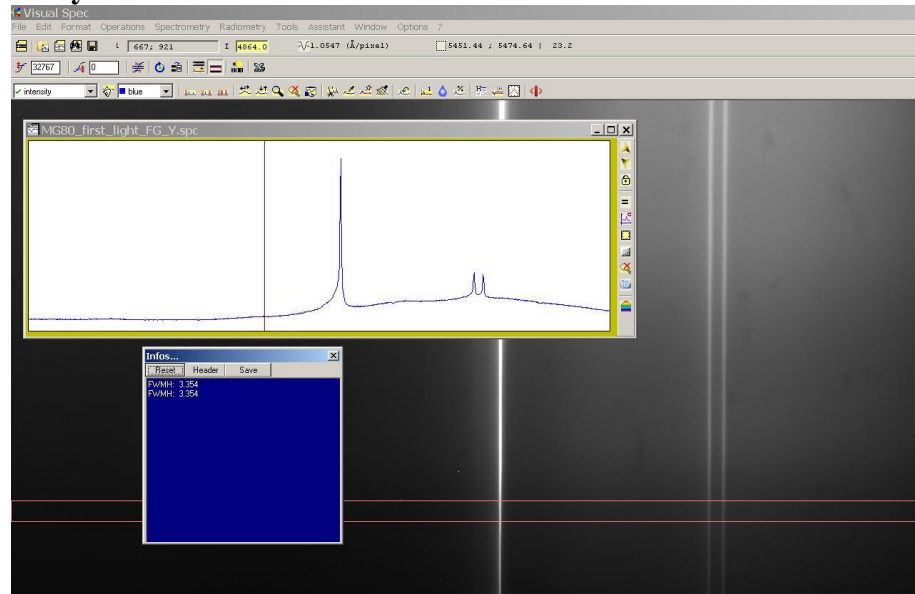 Visual Spec
File Edit Format Operations Spectrometry Radiometry Tools Assistant Window Options ?
667; 921 I 4864.0 1.0547 (Å/pixel) 5451.44 ; 5474.64 | 23.2
32767 0
intensity blue
MG80_first_light_FG_Y.spc
Infos...
Reset Header Save
FWMH: 3.354
FWMH: 3.354